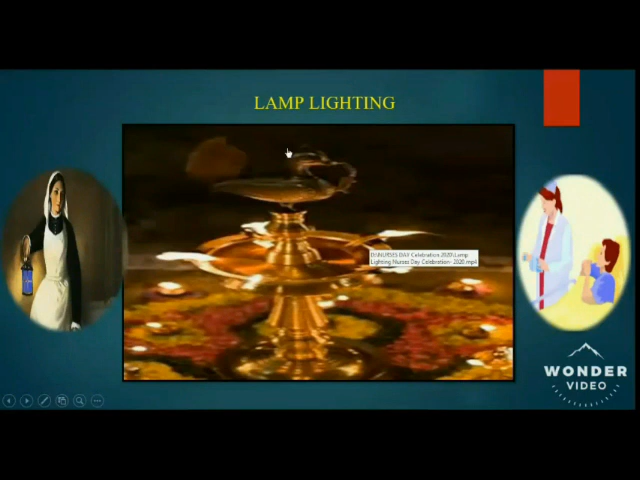 LAMP LIGHTING
D:\NURSES DAY Celebration 2020\Lamp
Lighting Nurses Day Celebration- 2020.mp4
WONDER
VIDEO